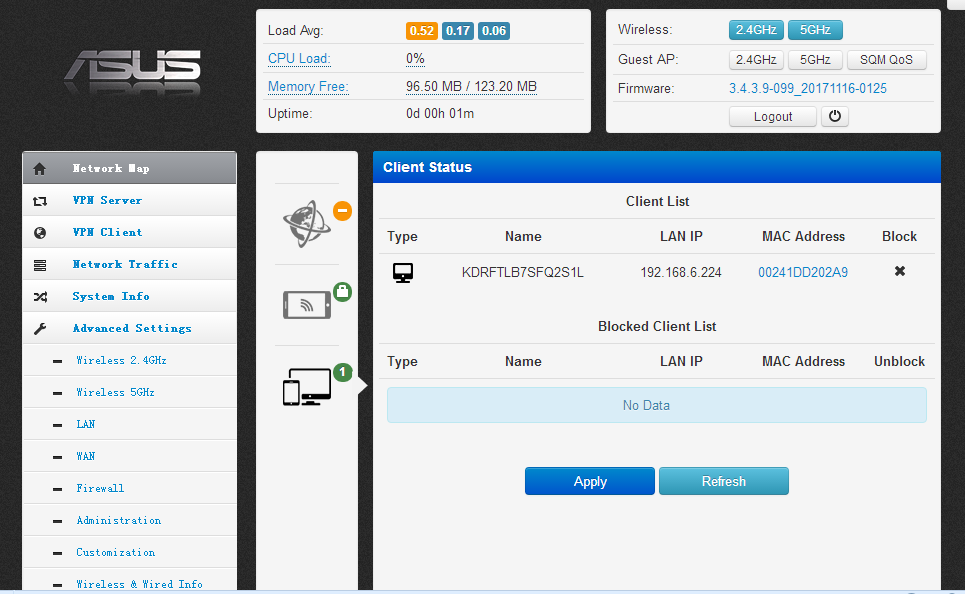 ASUS
Load Avg: 0.52 0.17 0.06
CPU Load: 0%
Memory Free: 96.50 MB / 123.20 MB
Uptime: 0d 00h 01m
Wireless: 2.4GHz 5GHz
Guest AP: 2.4GHz 5GHz SQM QoS
Firmware: 3.4.3.9-099_20171116-0125
Logout
Network Map
VPN Server
VPN Client
Network Traffic
System Info
Advanced Settings
Wireless 2.4GHz
Wireless 5GHz
LAN
WAN
Firewall
Administration
Customization
Wireless & Wired Info
1
Client Status
Client List
Type Name LAN IP MAC Address Block
KDRFTLB7SFQ2S1L 192.168.6.224 00241DD202A9
Blocked Client List
Type Name LAN IP MAC Address Unblock
No Data
Apply Refresh